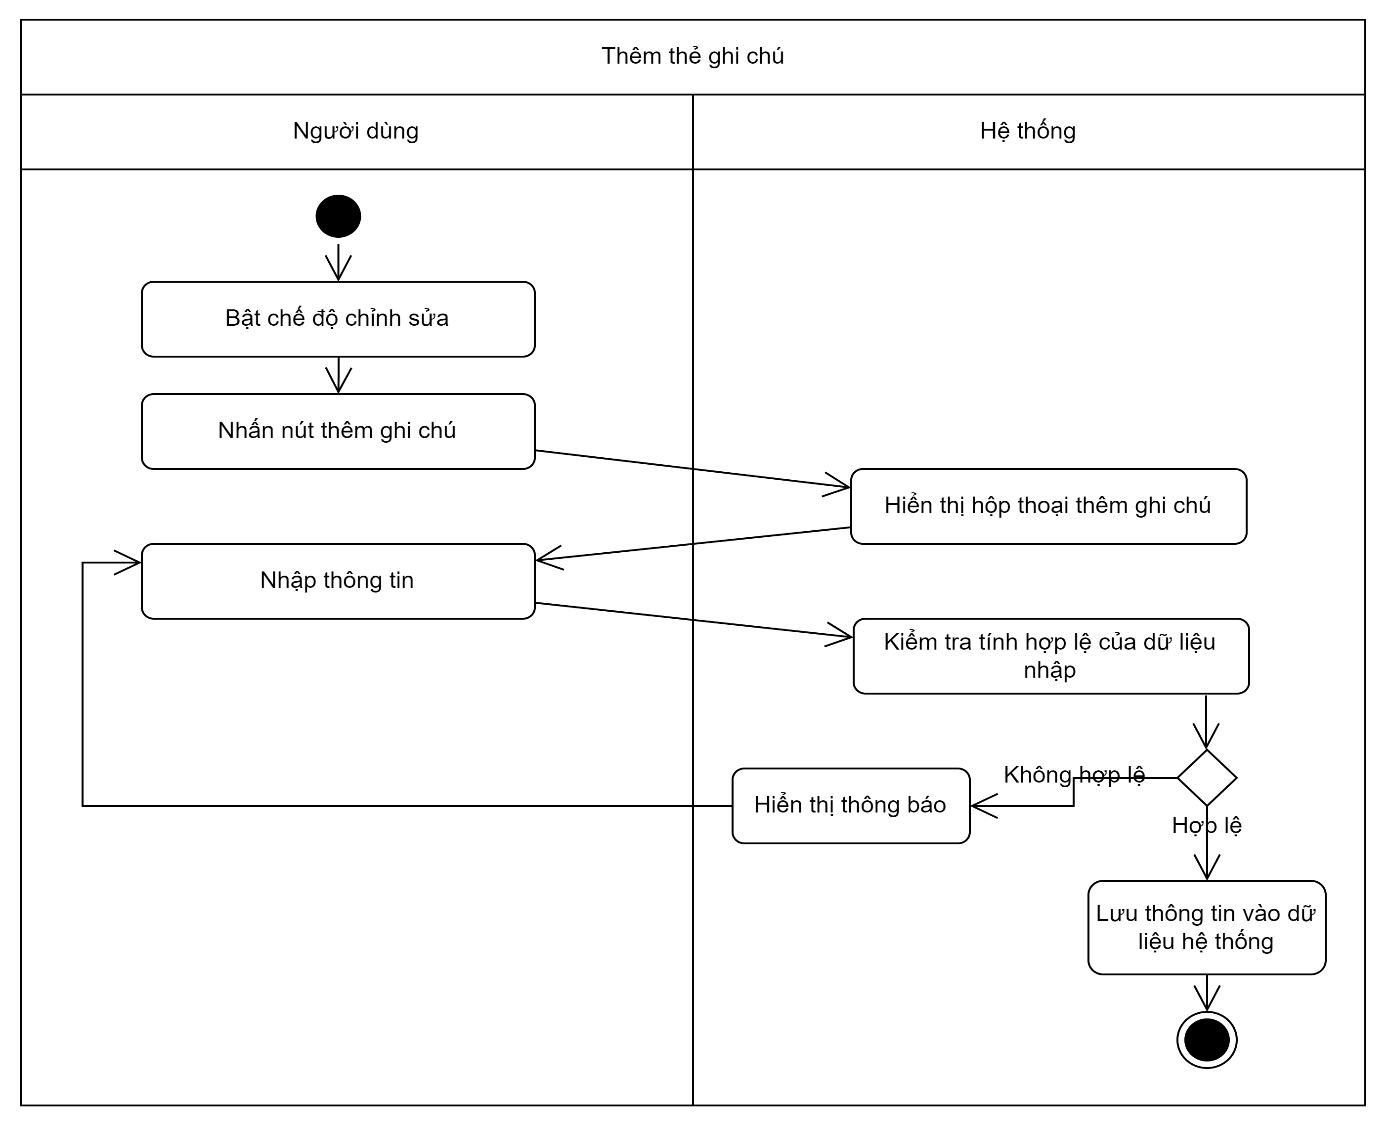 Thêm thẻ ghi chú
Người dùng
Hệ thống
Bật chế độ chỉnh sửa
Nhấn nút thêm ghi chú
Hiển thị hộp thoại thêm ghi chú
Nhập thông tin
Kiểm tra tính hợp lệ của dữ liệu
nhập
Không hợp lệ
Hiển thị thông báo
Hợp lệ
Lưu thông tin vào dữ
liệu hệ thống